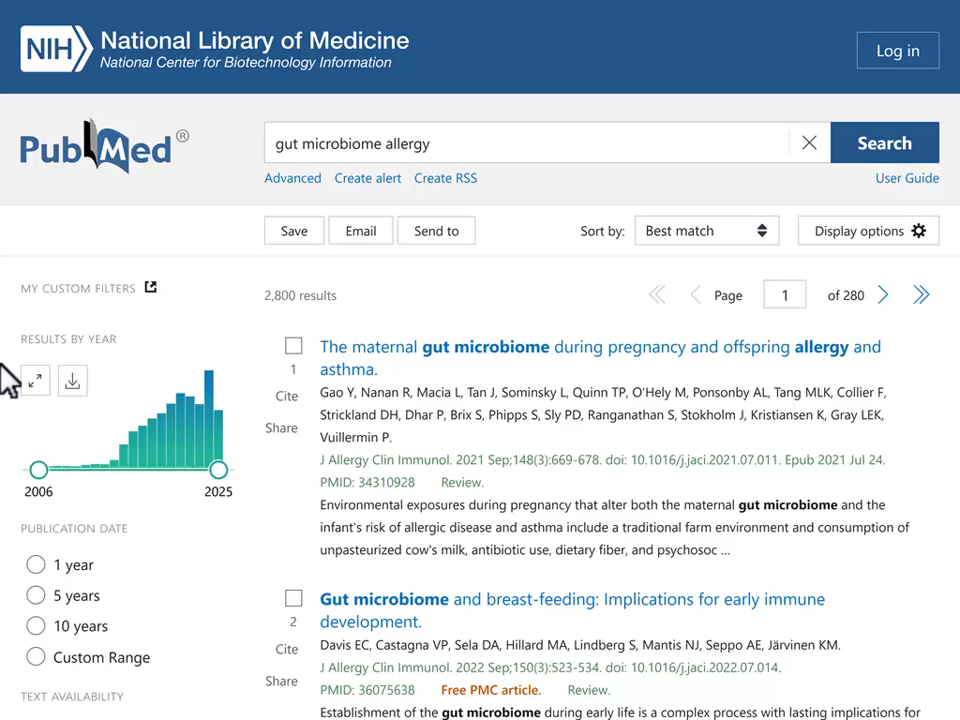 NIH National Library of Medicine
National Center for Biotechnology Information
Log in
PubMed®
gut microbiome allergy
Search
Advanced Create alert Create RSS
User Guide
Save Email Send to
Sort by: Best match
Display options
MY CUSTOM FILTERS
2,800 results
Page 1 of 280
RESULTS BY YEAR
2006 2025
PUBLICATION DATE
1 year
5 years
10 years
Custom Range
TEXT AVAILABILITY
The maternal gut microbiome during pregnancy and offspring allergy and
asthma.
1
Cite
Share
Gao Y, Nanan R, Macia L, Tan J, Sominsky L, Quinn TP, O'Hely M, Ponsonby AL, Tang MLK, Collier F,
Strickland DH, Dhar P, Brix S, Phipps S, Sly PD, Ranganathan S, Stokholm J, Kristiansen K, Gray LEK,
Vuillermin P.
J Allergy Clin Immunol. 2021 Sep;148(3):669-678. doi: 10.1016/j.jaci.2021.07.011. Epub 2021 Jul 24.
PMID: 34310928 Review.
Environmental exposures during pregnancy that alter both the maternal gut microbiome and the
infant's risk of allergic disease and asthma include a traditional farm environment and consumption of
unpasteurized cow's milk, antibiotic use, dietary fiber, and psychosoc ...
Gut microbiome and breast-feeding: Implications for early immune
development.
2
Cite
Share
Davis EC, Castagna VP, Sela DA, Hillard MA, Lindberg S, Mantis NJ, Seppo AE, Järvinen KM.
J Allergy Clin Immunol. 2022 Sep;150(3):523-534. doi: 10.1016/j.jaci.2022.07.014.
PMID: 36075638 Free PMC article. Review.
Establishment of the gut microbiome during early life is a complex process with lasting implications for